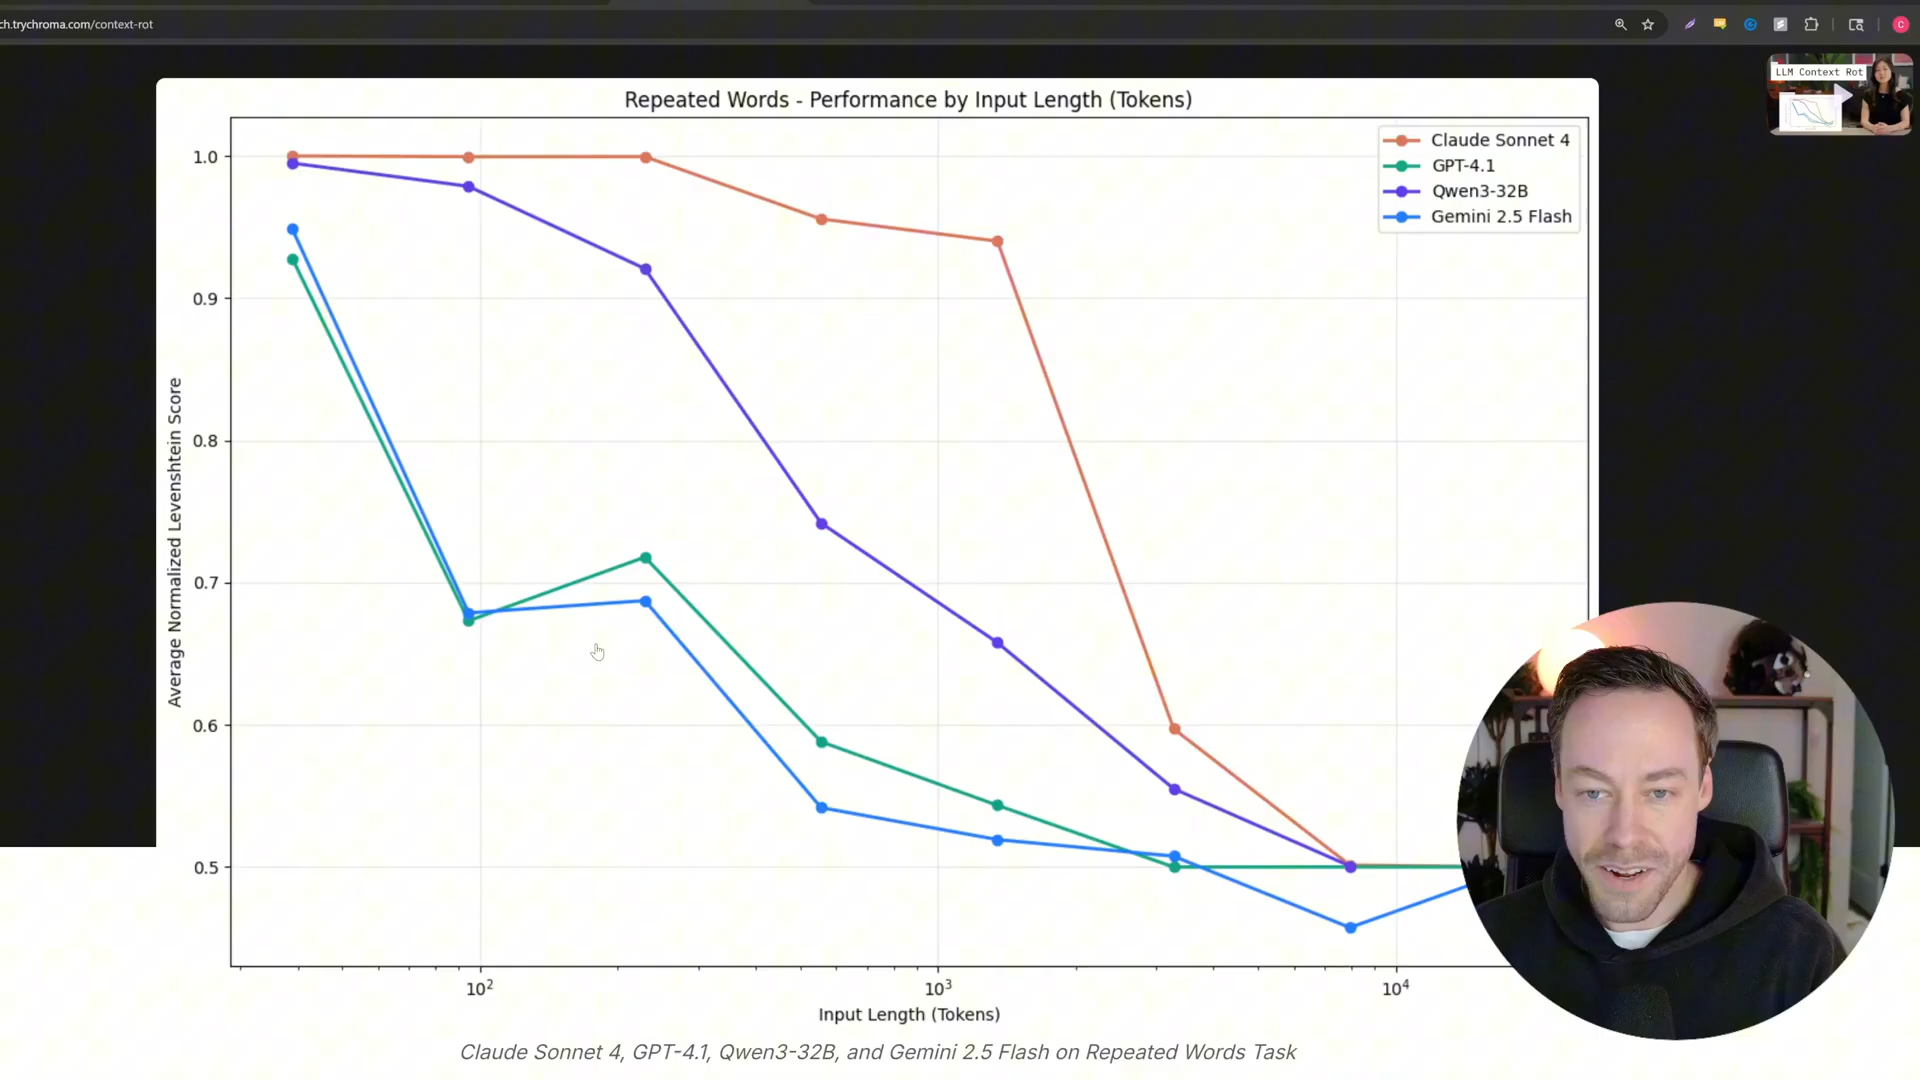 ch.trychroma.com/context-rot
C
LLM Context Rot
Repeated Words - Performance by Input Length (Tokens)
Claude Sonnet 4
GPT-4.1
Qwen3-32B
Gemini 2.5 Flash
Average Normalized Levenshtein Score
1.0
0.9
0.8
0.7
0.6
0.5
10²
10³
10⁴
Input Length (Tokens)
Claude Sonnet 4, GPT-4.1, Qwen3-32B, and Gemini 2.5 Flash on Repeated Words Task